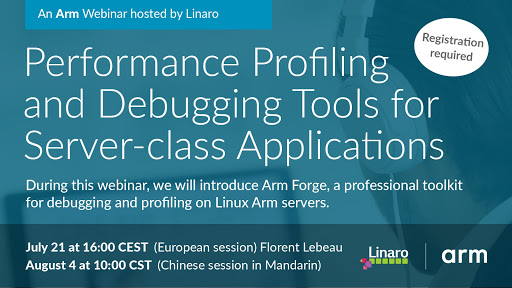 An Arm Webinar hosted by Linaro
Registration
required
Performance Profiling
and Debugging Tools for
Server-class Applications
During this webinar, we will introduce Arm Forge, a professional toolkit
for debugging and profiling on Linux Arm servers.
July 21 at 16:00 CEST (European session) Florent Lebeau
August 4 at 10:00 CST (Chinese session in Mandarin)
Linaro
arm